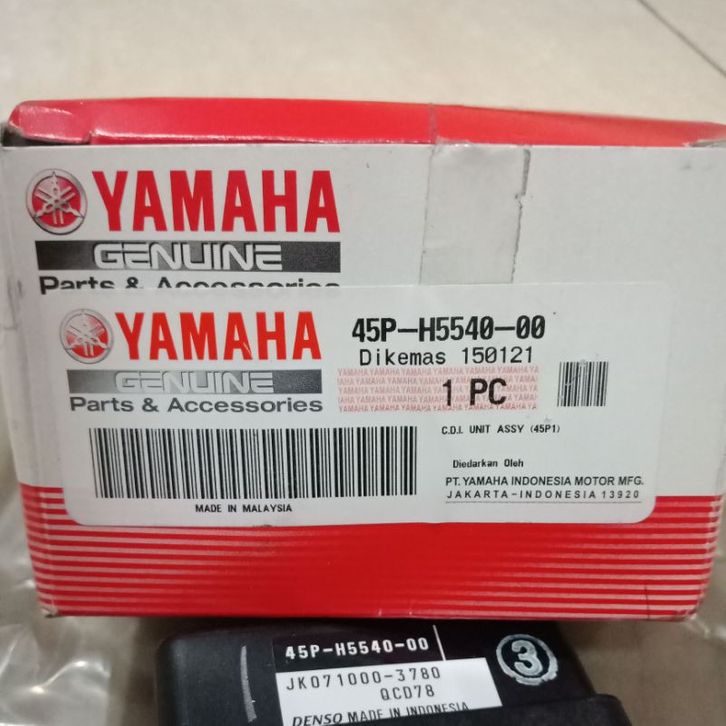 YAMAHA
GENUINE
Parts & Accessories
YAMAHA
GENUINE
Parts & Accessories
45P-H5540-00
Dikemas 150121
1 PC
C.D.I. UNIT ASSY (45P1)
MADE IN MALAYSIA
Diedarkan Oleh
PT. YAMAHA INDONESIA MOTOR MFG.
JAKARTA-INDONESIA 13920
45P-H5540-00
JK071000-3780
QCD78
DENSO MADE IN INDONESIA
3